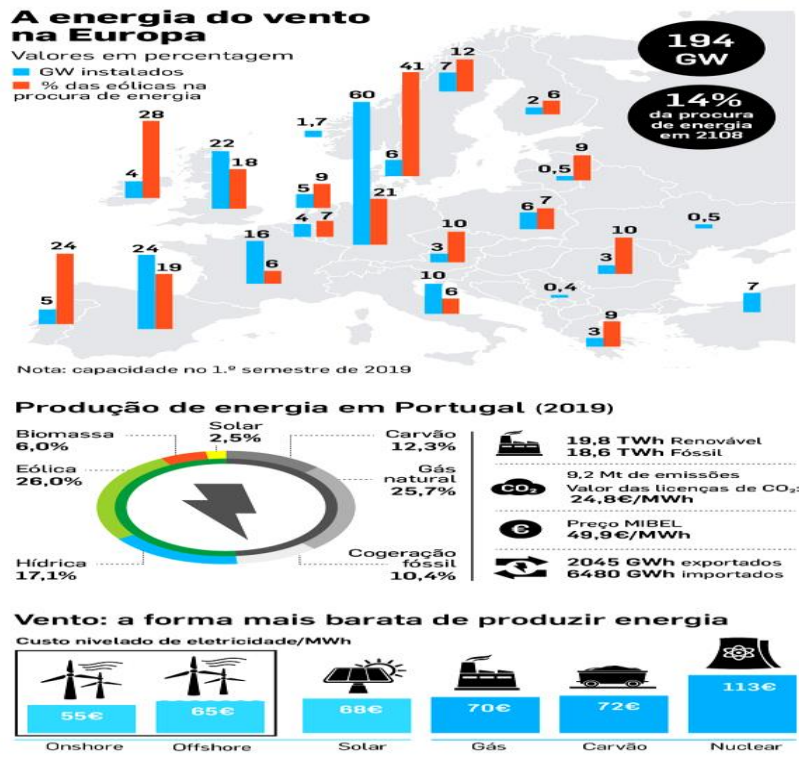 A energia do vento
na Europa
Valores em percentagem
GW instalados
% das eólicas na
procura de energia
194
GW
14%
da procura
de energia
em 2108
28
4
22
18
1,7
60
41
6
21
7
12
2
6
5
9
4
7
0,5
9
6
7
0,5
24
5
24
19
16
6
3
10
3
10
10
6
0,4
7
3
9
Nota: capacidade no 1.º semestre de 2019
Produção de energia em Portugal (2019)
Biomassa
6,0%
Solar
2,5%
Carvão
12,3%
Eólica
26,0%
Gás
natural
25,7%
Hídrica
17,1%
Cogeração
fóssil
10,4%
19,8 TWh Renovável
18,6 TWh Fóssil
CO₂
9,2 Mt de emissões
Valor das licenças de CO₂:
24,8€/MWh
€
Preço MIBEL
49,9€/MWh
2045 GWh exportados
6480 GWh importados
Vento: a forma mais barata de produzir energia
Custo nivelado de eletricidade/MWh
55€
65€
68€
70€
72€
113€
Onshore
Offshore
Solar
Gás
Carvão
Nuclear